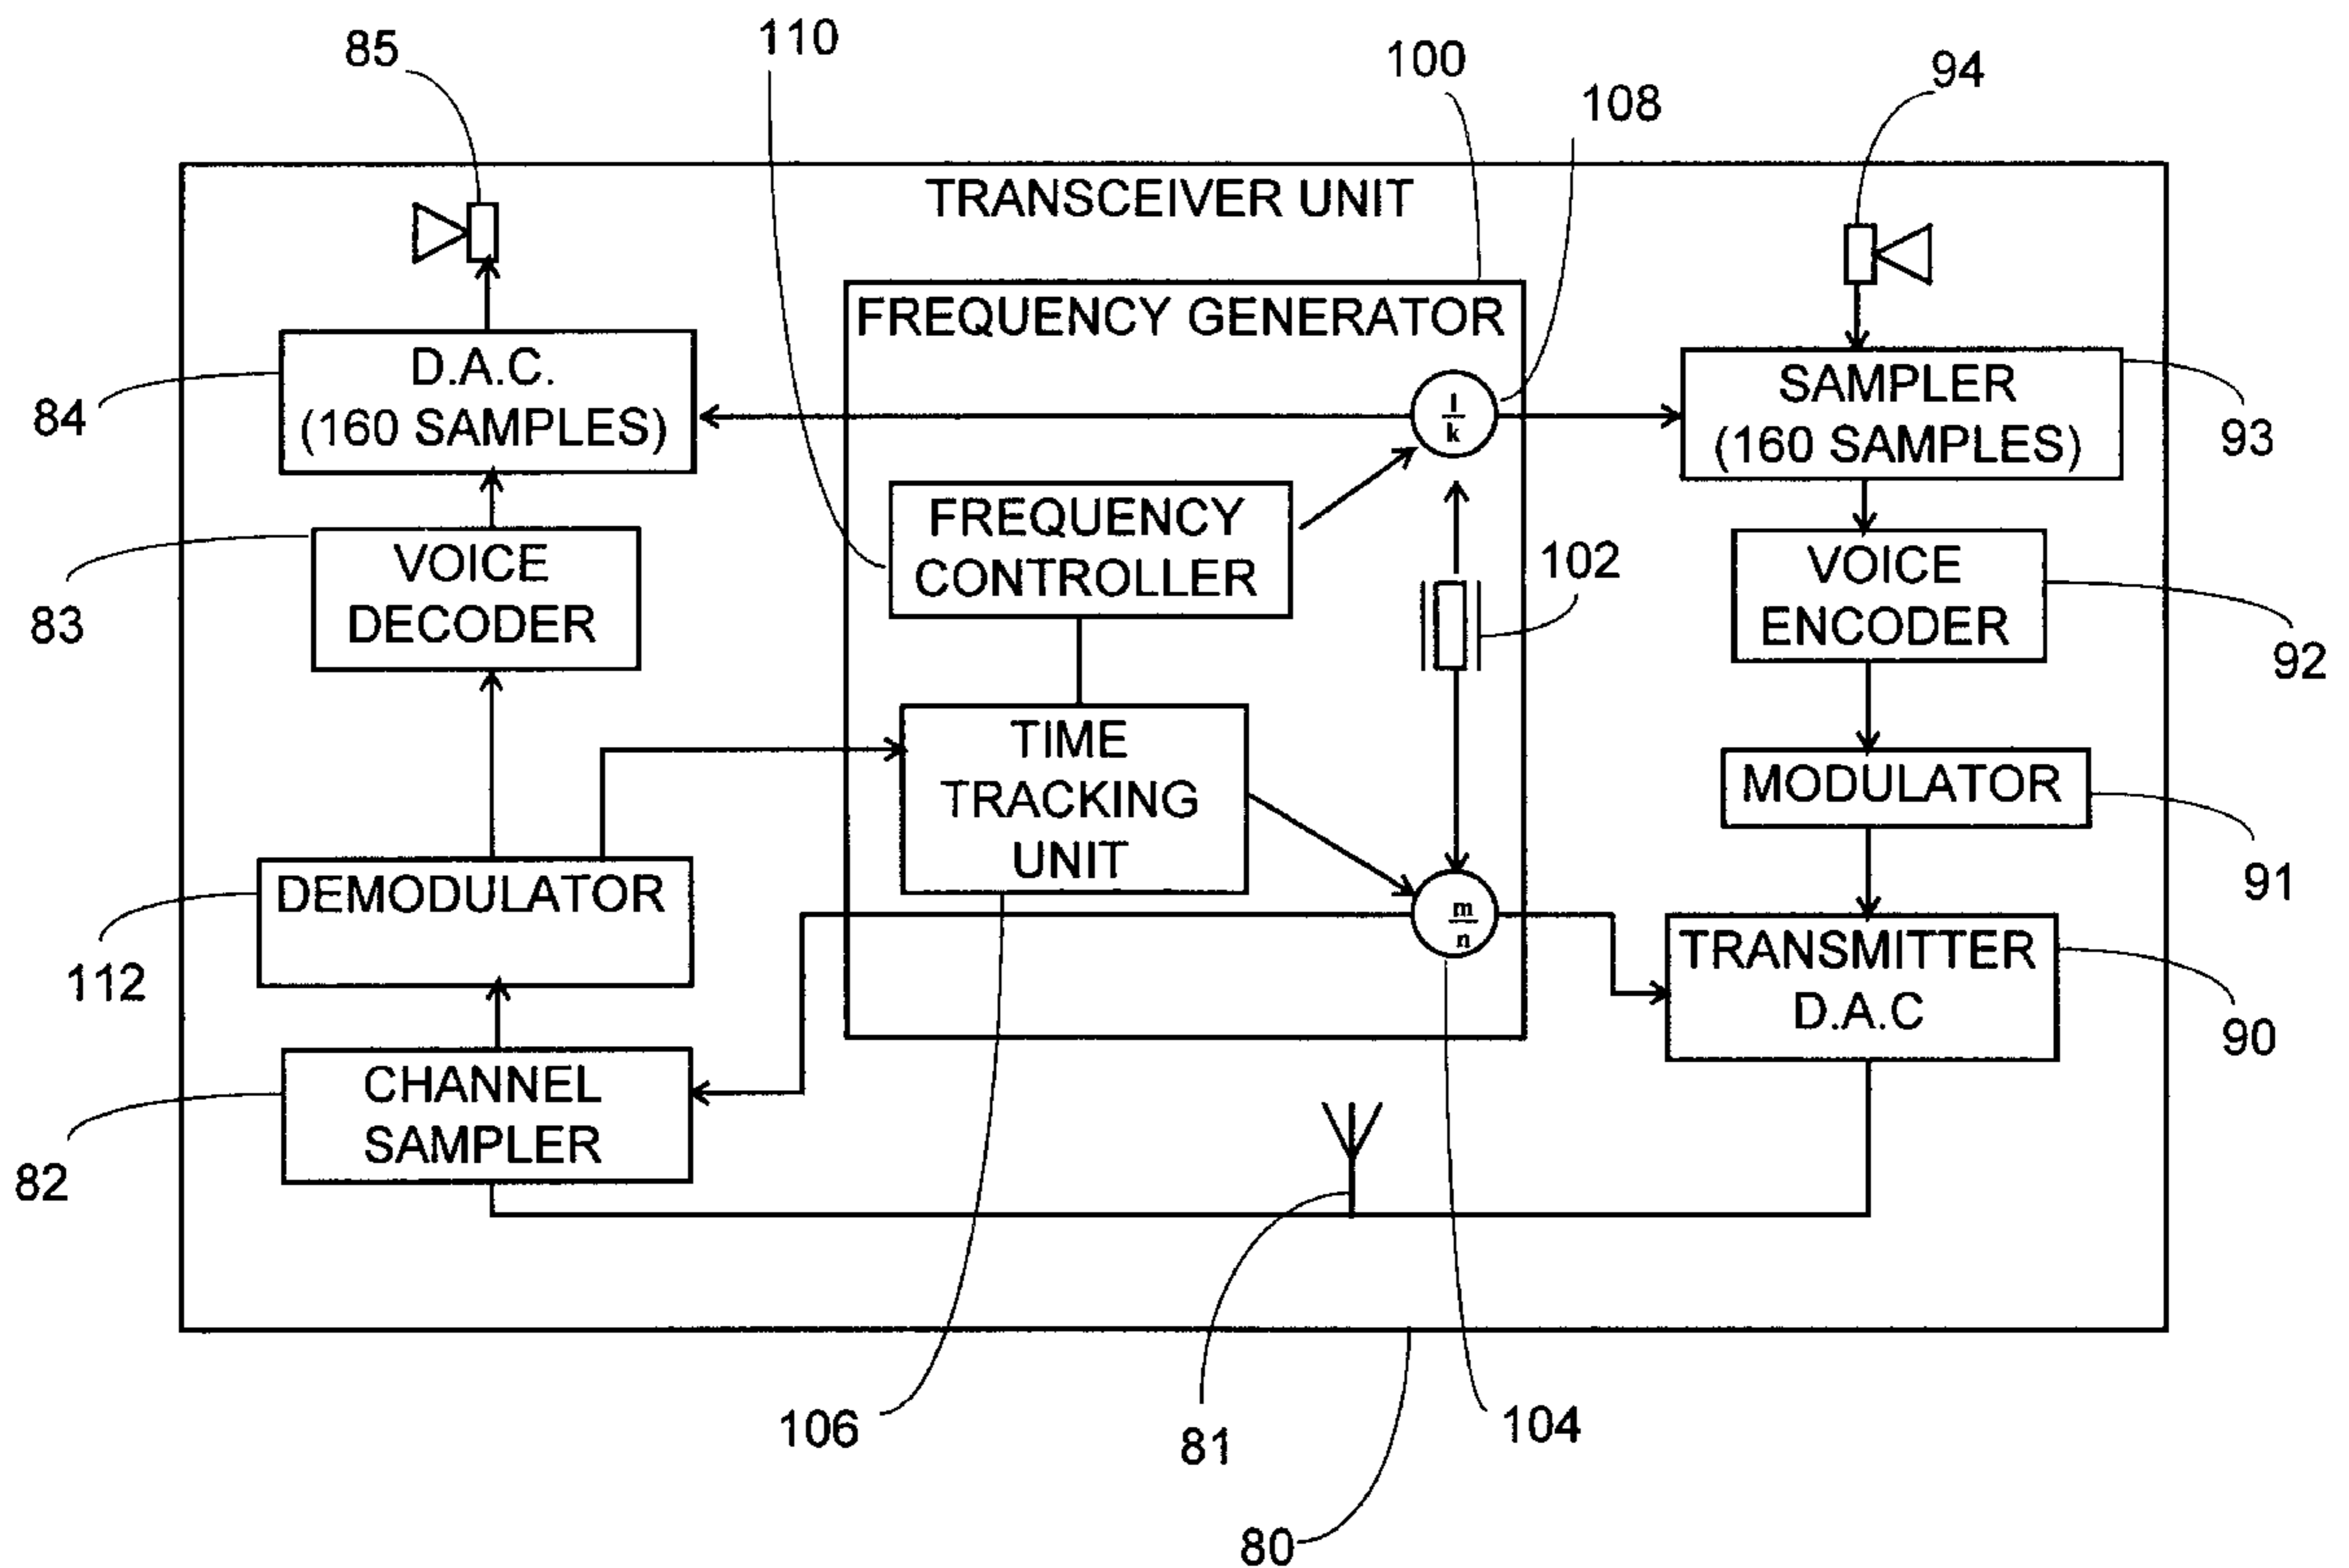 110
85
100
94
108
TRANSCEIVER UNIT
FREQUENCY GENERATOR
D.A.C.
(160 SAMPLES)
84
l
k
SAMPLER
(160 SAMPLES)
93
FREQUENCY
CONTROLLER
102
VOICE
DECODER
83
VOICE
ENCODER
92
TIME
TRACKING
UNIT
MODULATOR
91
DEMODULATOR
112
m
n
TRANSMITTER
D.A.C
90
CHANNEL
SAMPLER
82
106
81
104
80